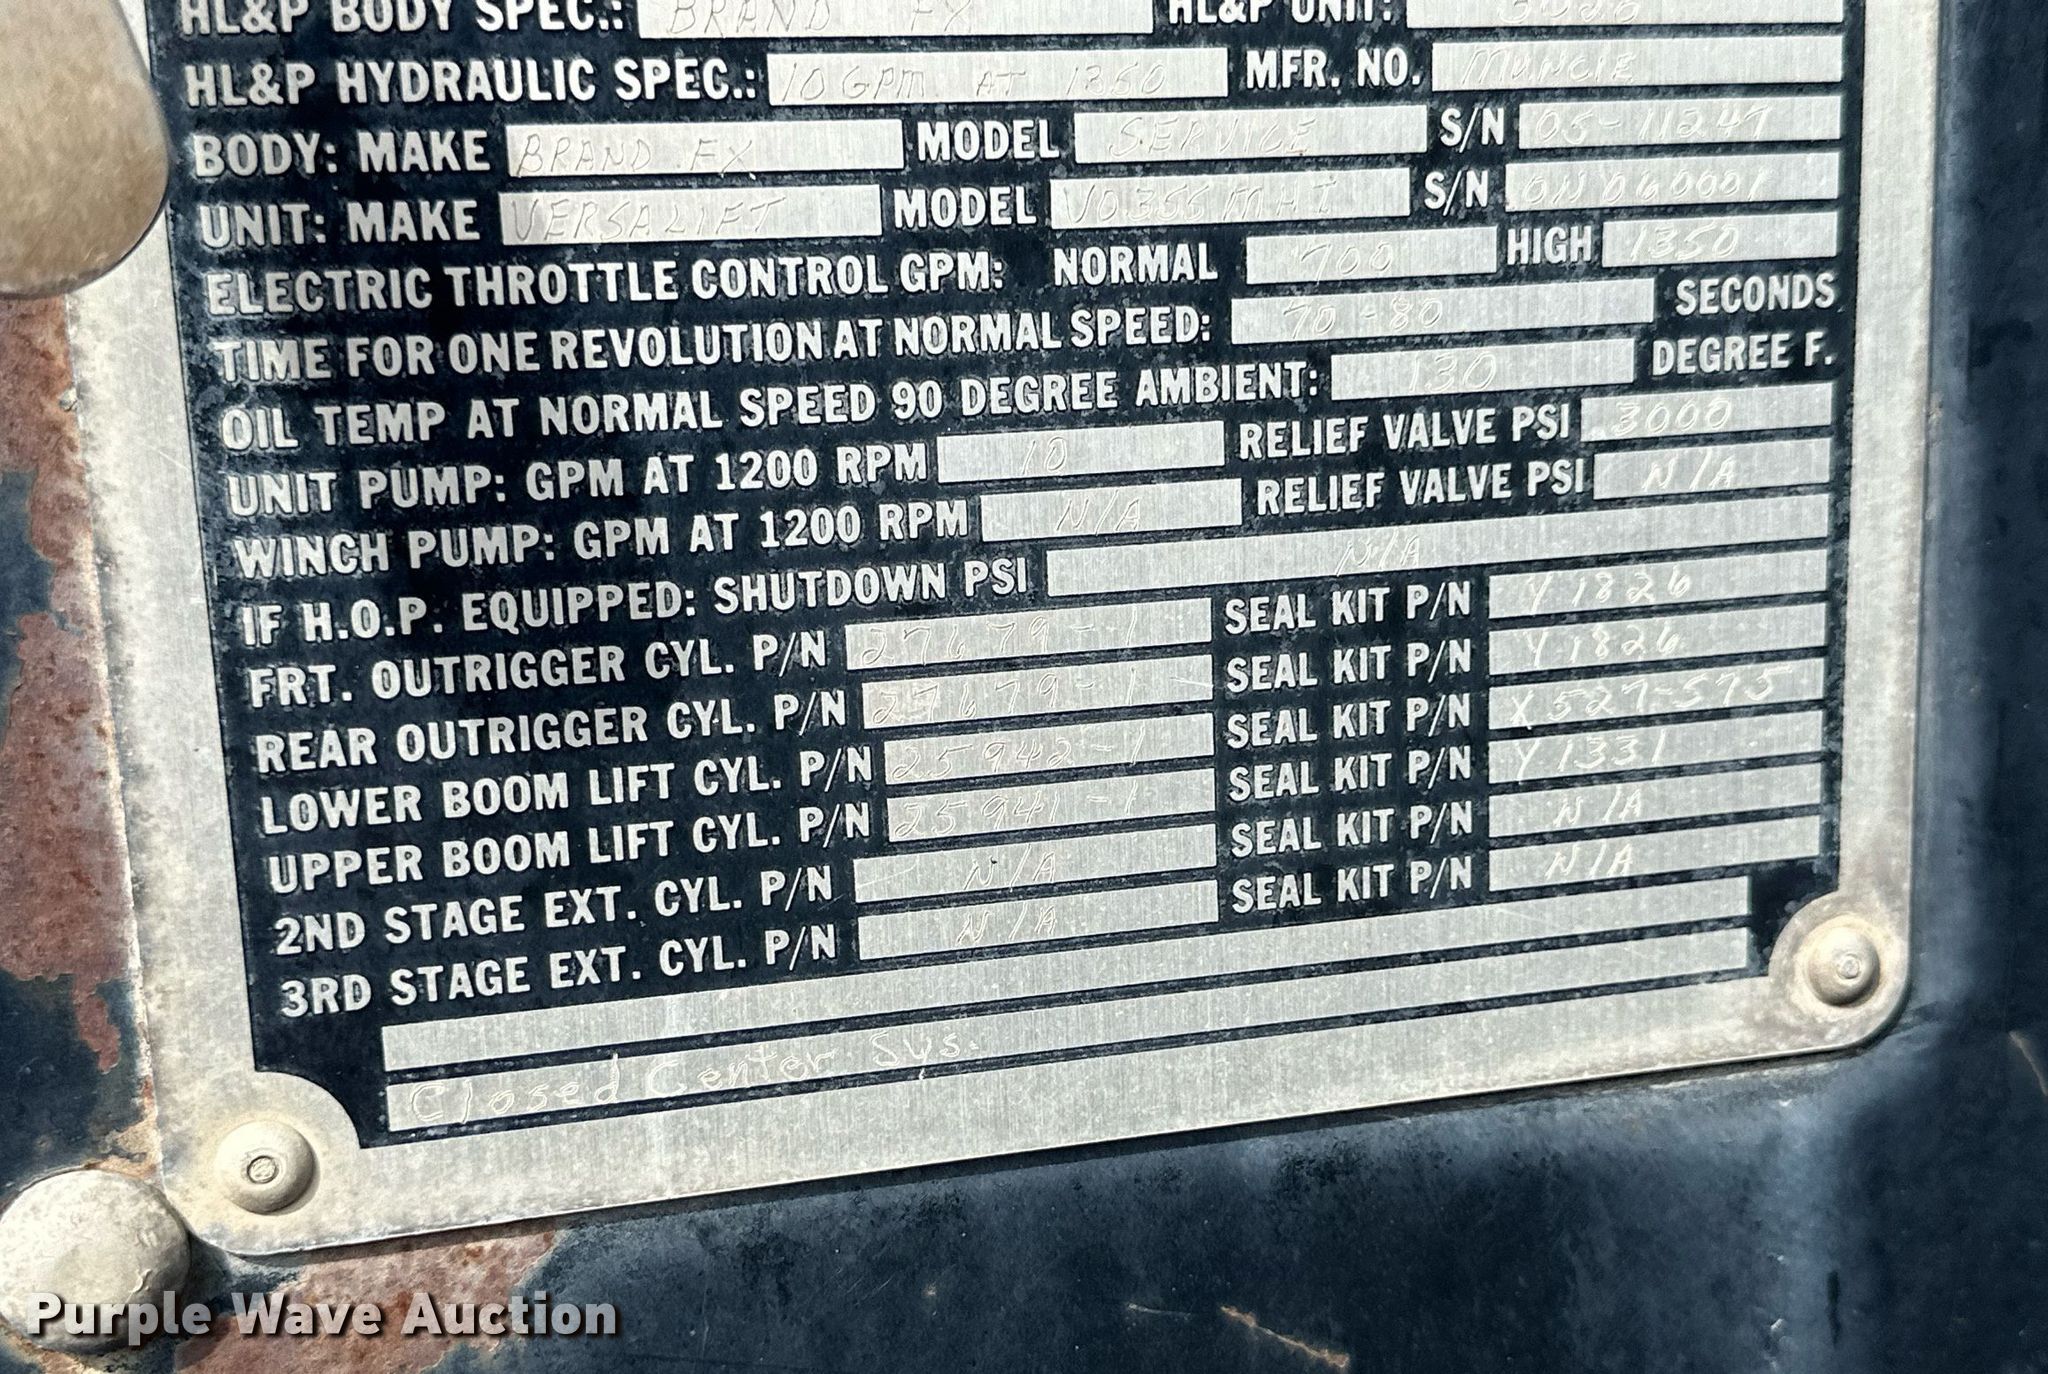 HL&P BODY SPEC.: BRAND FX HL&P UNIT:
HL&P HYDRAULIC SPEC.: 10 GPM AT 1350 MFR. NO. MUNCIE
BODY: MAKE BRAND FX MODEL SERVICE S/N 05-11247
UNIT: MAKE VERSALIFT MODEL VO355MHI S/N ON060001
ELECTRIC THROTTLE CONTROL GPM: NORMAL 700 HIGH 1350
TIME FOR ONE REVOLUTION AT NORMAL SPEED: 70-80 SECONDS
OIL TEMP AT NORMAL SPEED 90 DEGREE AMBIENT: 130 DEGREE F.
UNIT PUMP: GPM AT 1200 RPM 10 RELIEF VALVE PSI 3000
WINCH PUMP: GPM AT 1200 RPM N/A RELIEF VALVE PSI N/A
IF H.O.P. EQUIPPED: SHUTDOWN PSI N/A
FRT. OUTRIGGER CYL. P/N 27679-1 SEAL KIT P/N Y1826
REAR OUTRIGGER CYL. P/N 27679-1 SEAL KIT P/N Y1826
LOWER BOOM LIFT CYL. P/N 25942-1 SEAL KIT P/N X527-575
UPPER BOOM LIFT CYL. P/N 25941-1 SEAL KIT P/N Y1331
2ND STAGE EXT. CYL. P/N N/A SEAL KIT P/N N/A
3RD STAGE EXT. CYL. P/N N/A SEAL KIT P/N N/A
Closed Center Sys.
Purple Wave Auction